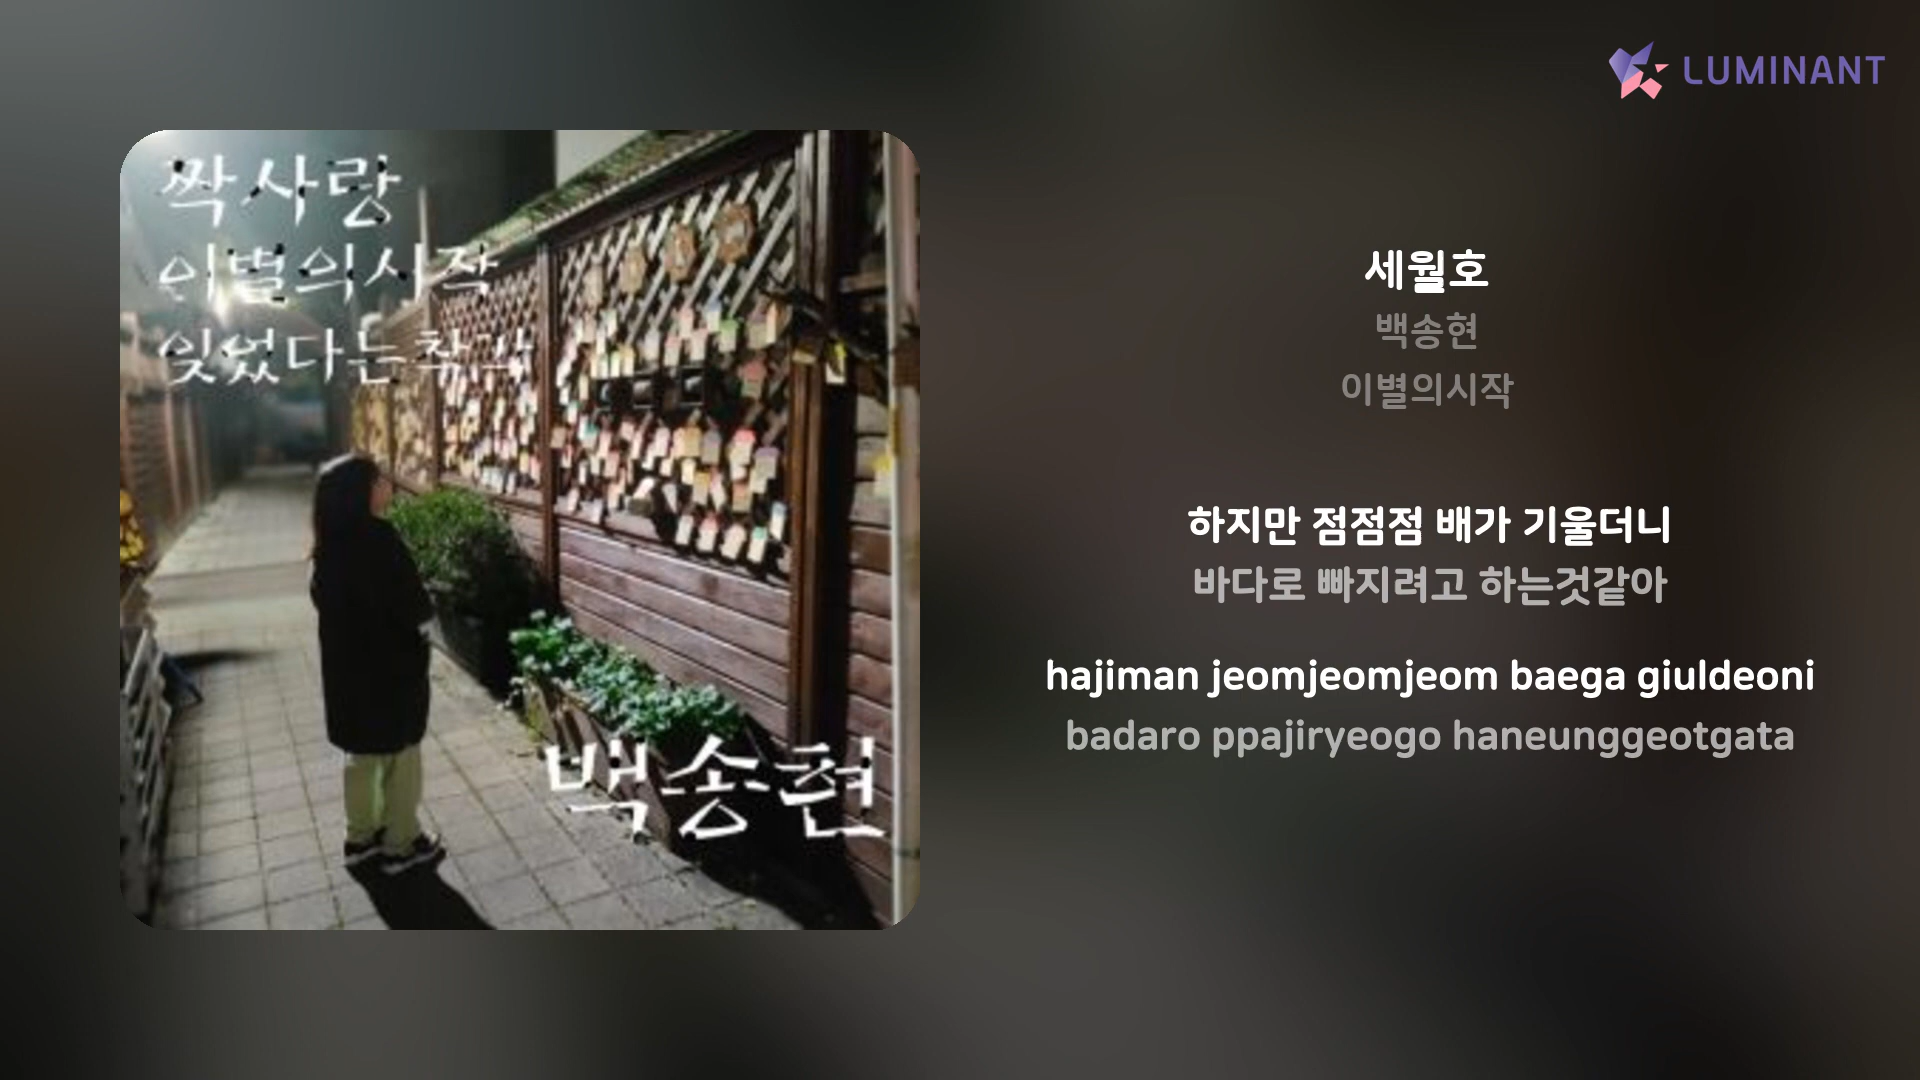 LUMINANT
짝사랑
이별의시작
잊었다는착각
백송현
세월호
백송현
이별의시작
하지만 점점점 배가 기울더니
바다로 빠지려고 하는것같아
hajiman jeomjeomjeom baega giuldeoni
badaro ppajiryeogo haneunggeotgata